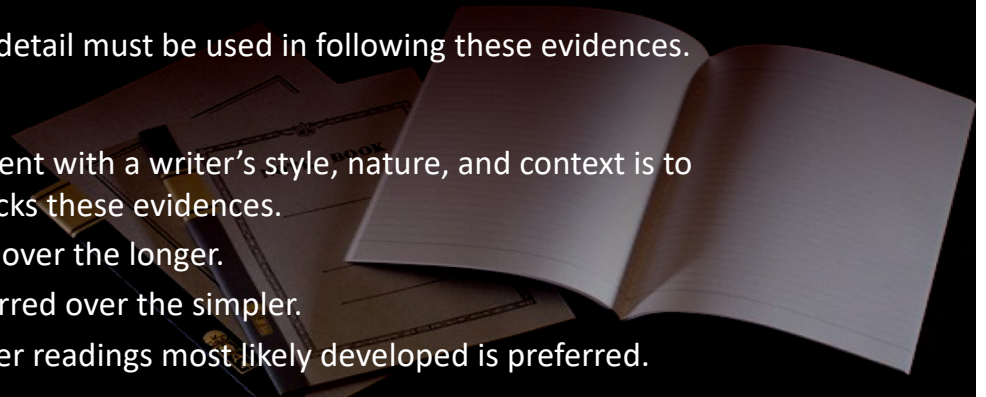 detail must be used in following these evidences.
ent with a writer's style, nature, and context is to
cks these evidences.
over the longer.
rred over the simpler.
er readings most likely developed is preferred.
BOOK